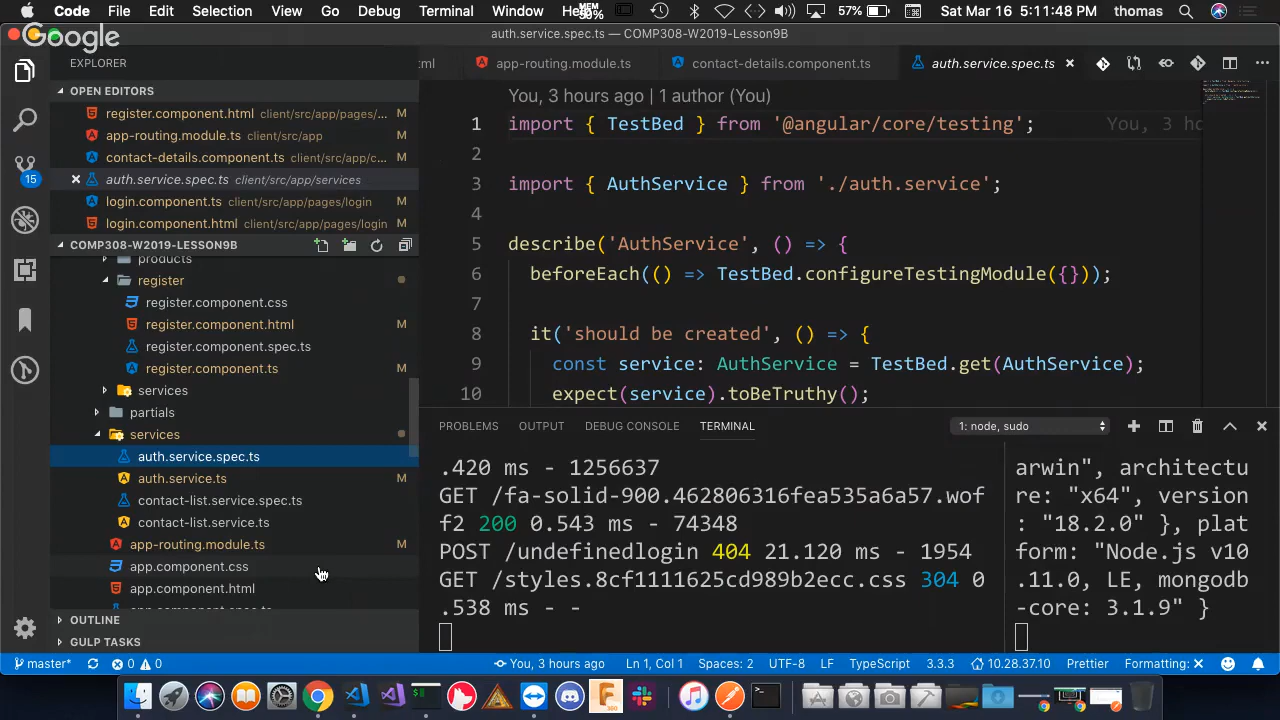 Code File Edit Selection View Go Debug Terminal Window Help MEM 50% 57% Sat Mar 16 5:11:48 pm thomas
Google
auth.service.spec.ts — COMP308-W2019-Lesson9B
EXPLORER
OPEN EDITORS
register.component.html client/src/app/pages/... M
app-routing.module.ts client/src/app M
contact-details.component.ts client/src/app/c... M
auth.service.spec.ts client/src/app/services
login.component.ts client/src/app/pages/login
login.component.html client/src/app/pages/login
15
COMP308-W2019-LESSON9B
products
register
register.component.css
register.component.html M
register.component.spec.ts
register.component.ts M
services
partials
services
auth.service.spec.ts
auth.service.ts M
contact-list.service.spec.ts
contact-list.service.ts
app-routing.module.ts M
app.component.css
app.component.html
app.component.spec.ts
OUTLINE
GULP TASKS
ml app-routing.module.ts contact-details.component.ts auth.service.spec.ts
You, 3 hours ago | 1 author (You)
1 import { TestBed } from '@angular/core/testing'; You, 3 ho
2
3 import { AuthService } from './auth.service';
4
5 describe('AuthService', () => {
6 beforeEach(() => TestBed.configureTestingModule({}));
7
8 it('should be created', () => {
9 const service: AuthService = TestBed.get(AuthService);
10 expect(service).toBeTruthy();
PROBLEMS OUTPUT DEBUG CONSOLE TERMINAL 1: node, sudo
.420 ms - 1256637
GET /fa-solid-900.462806316fea535a6a57.wof
f2 200 0.543 ms - 74348
POST /undefinedlogin 404 21.120 ms - 1954
GET /styles.8cf1111625cd989b2ecc.css 304 0
.538 ms - -
arwin", architectu
re: "x64", version
: "18.2.0" }, plat
form: "Node.js v10
.11.0, LE, mongodb
-core: 3.1.9" }
master* 0 0 You, 3 hours ago Ln 1, Col 1 Spaces: 2 UTF-8 LF TypeScript 3.3.3 10.28.37.10 Prettier Formatting: